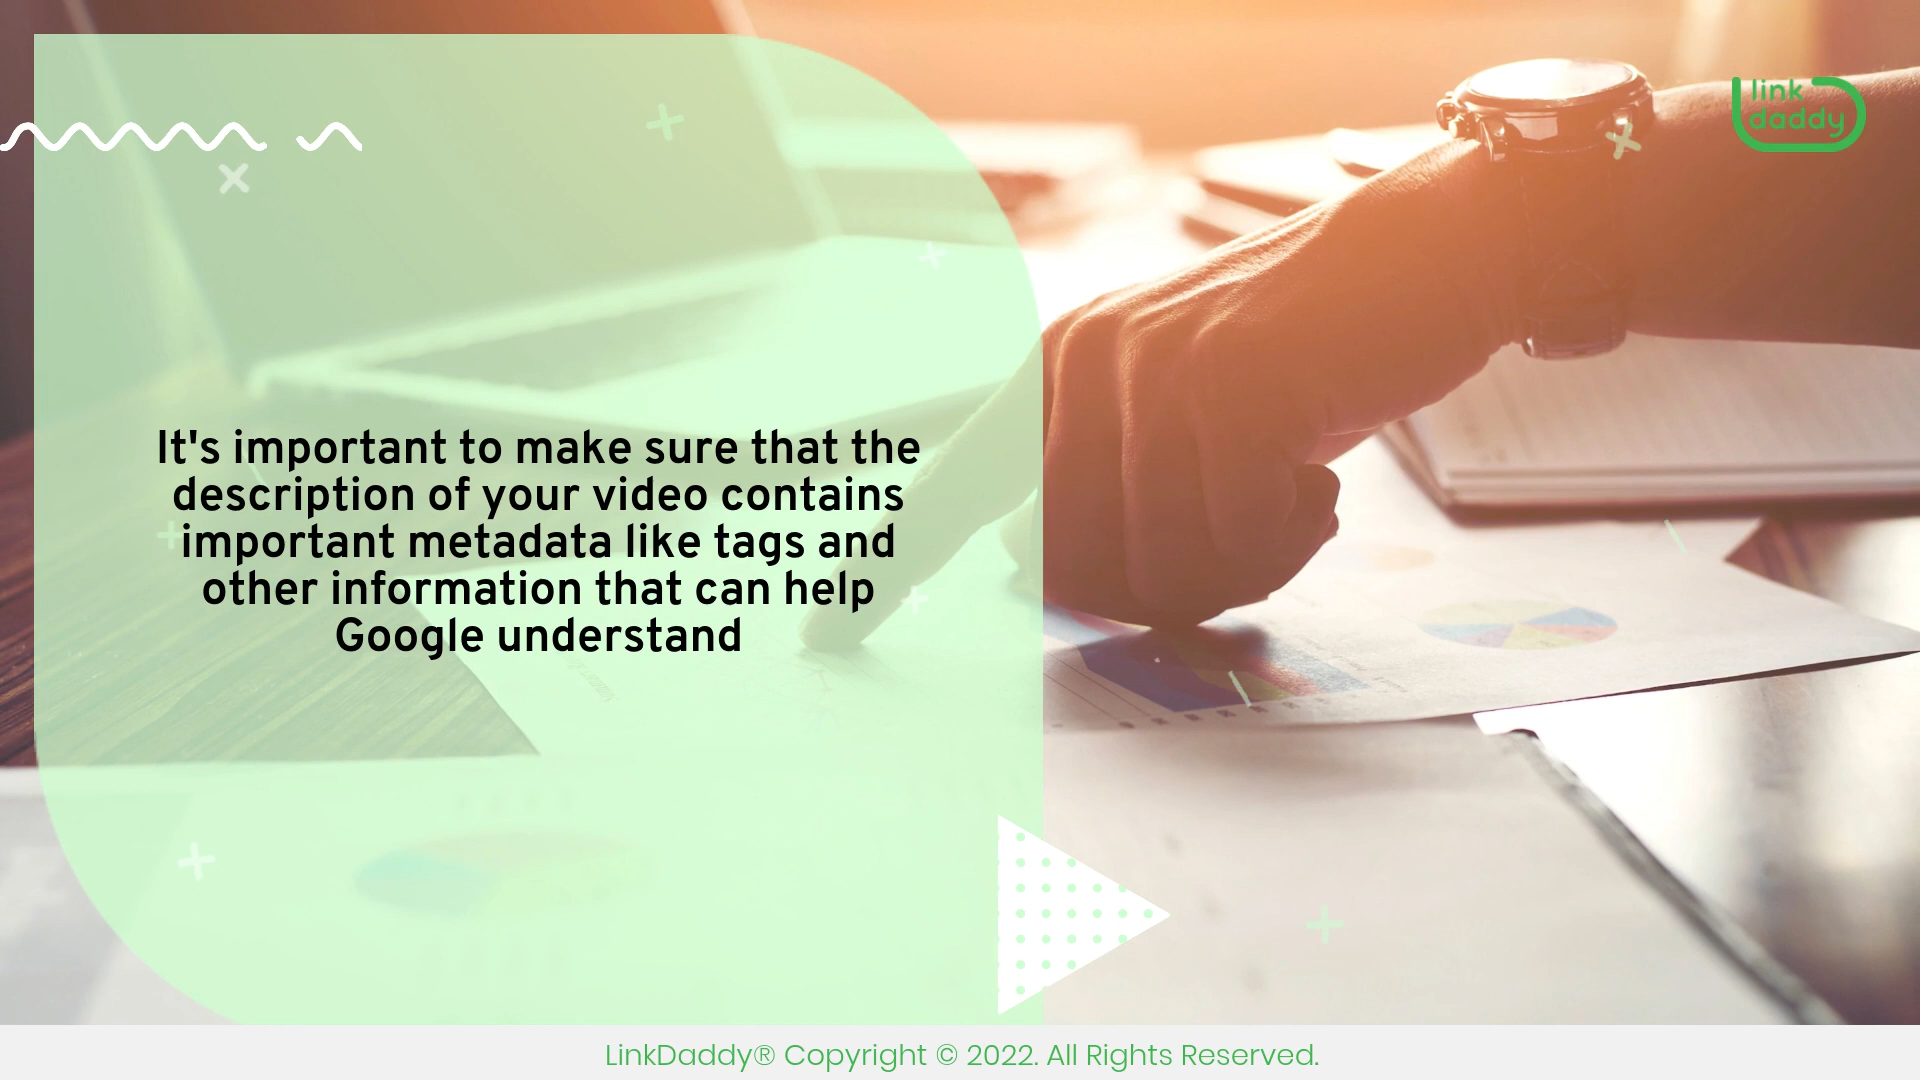 link
daddy
It's important to make sure that the
description of your video contains
important metadata like tags and
other information that can help
Google understand
LinkDaddy® Copyright © 2022. All Rights Reserved.